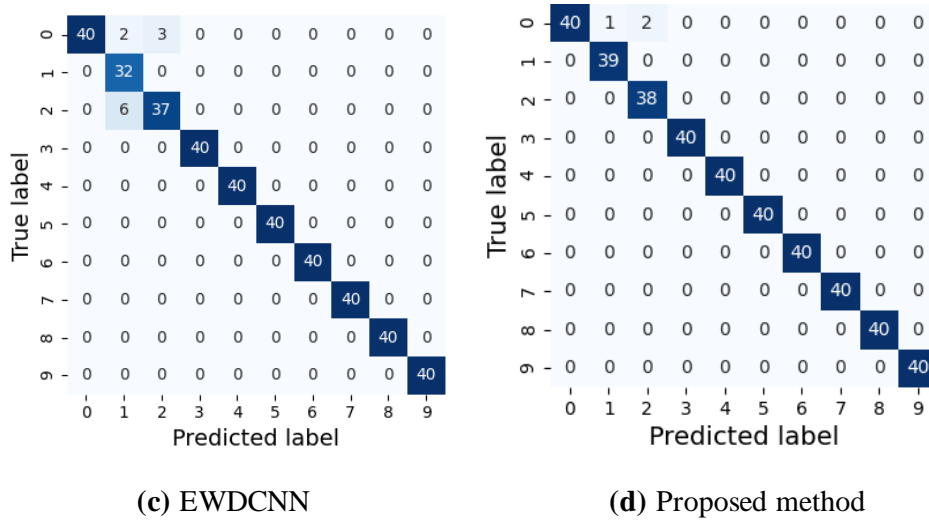 0 40 2 3 0 0 0 0 0 0 0
1 0 32 0 0 0 0 0 0 0 0
2 0 6 37 0 0 0 0 0 0 0
3 0 0 0 40 0 0 0 0 0 0
4 0 0 0 0 40 0 0 0 0 0
5 0 0 0 0 0 40 0 0 0 0
6 0 0 0 0 0 0 40 0 0 0
7 0 0 0 0 0 0 0 40 0 0
8 0 0 0 0 0 0 0 0 40 0
9 0 0 0 0 0 0 0 0 0 40
True label
0 1 2 3 4 5 6 7 8 9
Predicted label
(c) EWDCNN
0 40 1 2 0 0 0 0 0 0 0
1 0 39 0 0 0 0 0 0 0 0
2 0 0 38 0 0 0 0 0 0 0
3 0 0 0 40 0 0 0 0 0 0
4 0 0 0 0 40 0 0 0 0 0
5 0 0 0 0 0 40 0 0 0 0
6 0 0 0 0 0 0 40 0 0 0
7 0 0 0 0 0 0 0 40 0 0
8 0 0 0 0 0 0 0 0 40 0
9 0 0 0 0 0 0 0 0 0 40
True label
0 1 2 3 4 5 6 7 8 9
Predicted label
(d) Proposed method